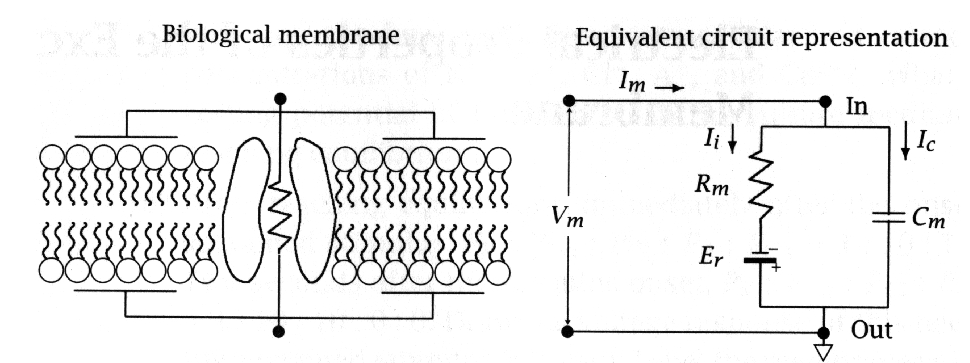 Biological membrane
Equivalent circuit representation
Im →
In
Ii
Ic
Rm
Vm
Cm
Er
−
+
Out